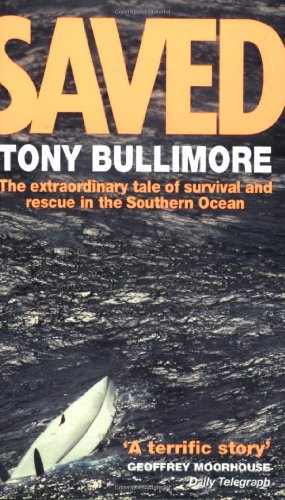 SAVED
TONY BULLIMORE
The extraordinary tale of survival and
rescue in the Southern Ocean
'A terrific story'
GEOFFREY MOORHOUSE
Daily Telegraph